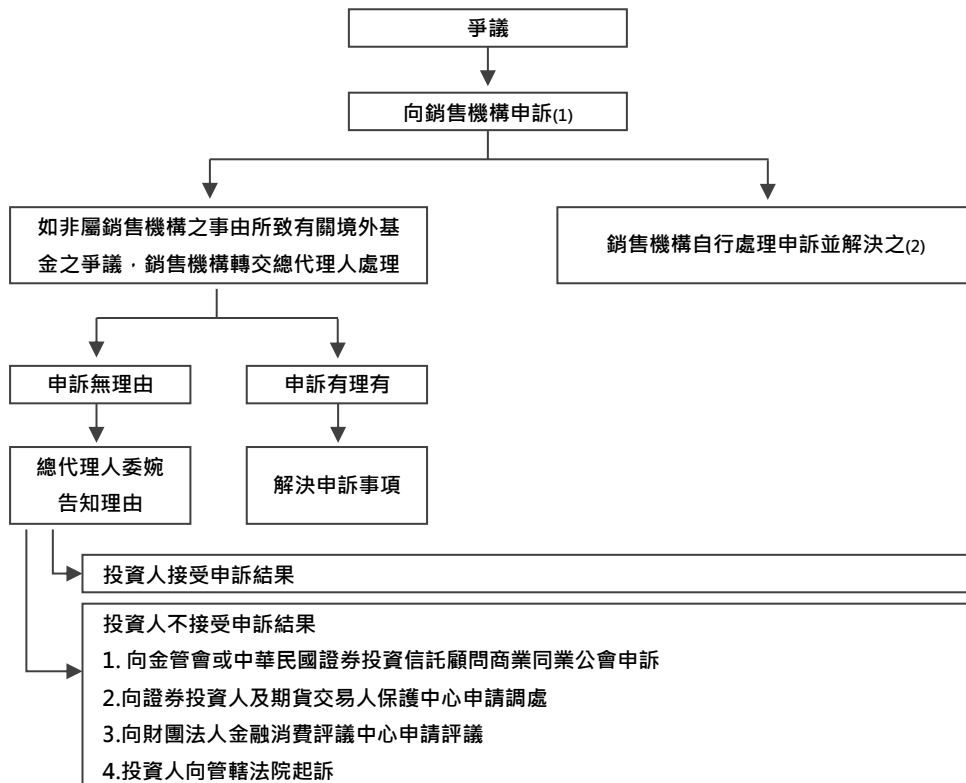 爭議
向銷售機構申訴(1)
如非屬銷售機構之事由所致有關境外基
金之爭議，銷售機構轉交總代理人處理
銷售機構自行處理申訴並解決之(2)
申訴無理由
申訴有理有
總代理人委婉
告知理由
解決申訴事項
投資人接受申訴結果
投資人不接受申訴結果
1. 向金管會或中華民國證券投資信託顧問商業同業公會申訴
2.向證券投資人及期貨交易人保護中心申請調處
3.向財團法人金融消費評議中心申請評議
4.投資人向管轄法院起訴